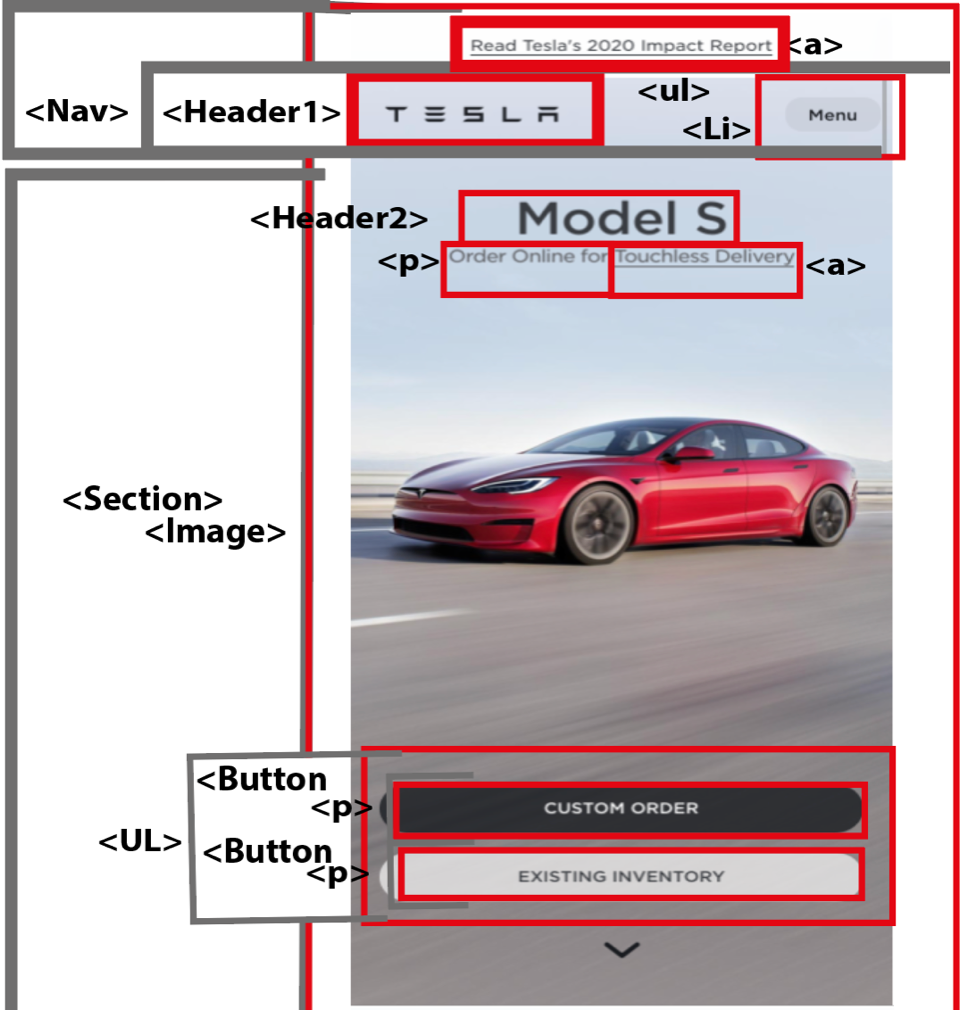 Read Tesla's 2020 Impact Report <a>
<Nav> <Header1> TESLA <ul> <Li> Menu
<Header2> Model S
<p> Order Online for Touchless Delivery <a>
<Section>
<Image>
<Button
<p> CUSTOM ORDER
<UL>
<Button
<p> EXISTING INVENTORY